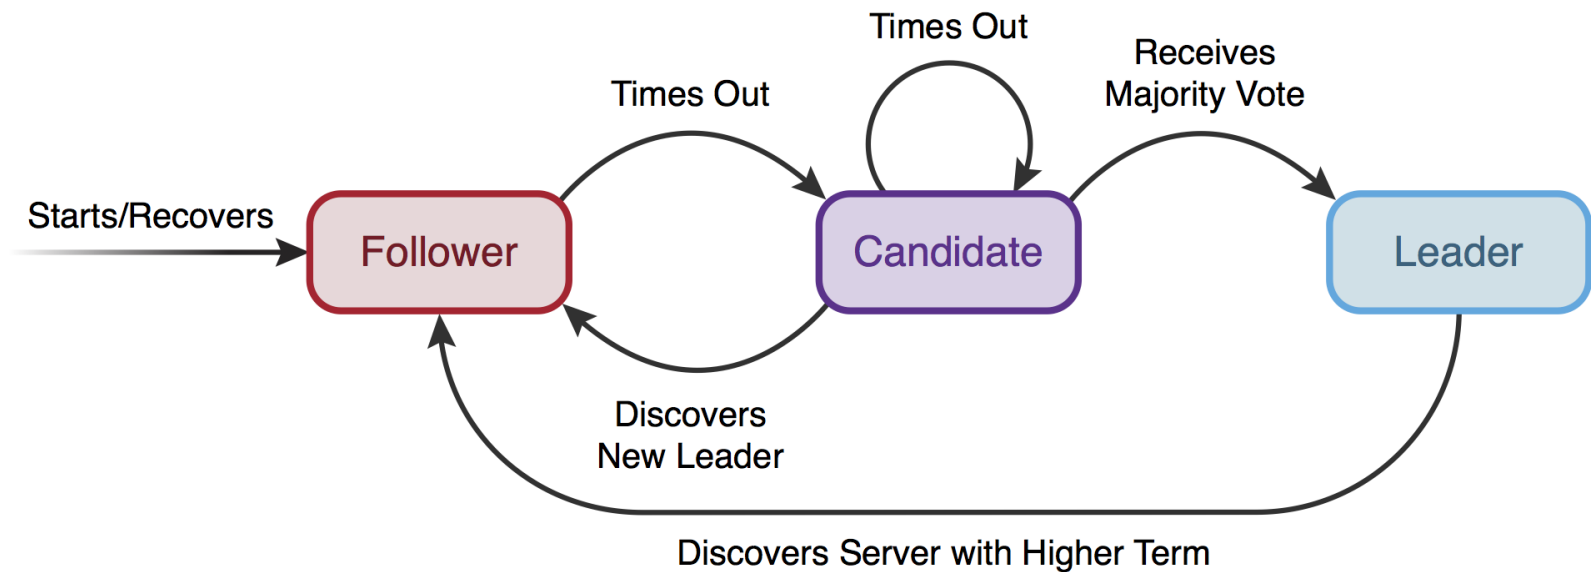 Times Out
Receives
Majority Vote
Times Out
Starts/Recovers
Follower
Candidate
Leader
Discovers
New Leader
Discovers Server with Higher Term